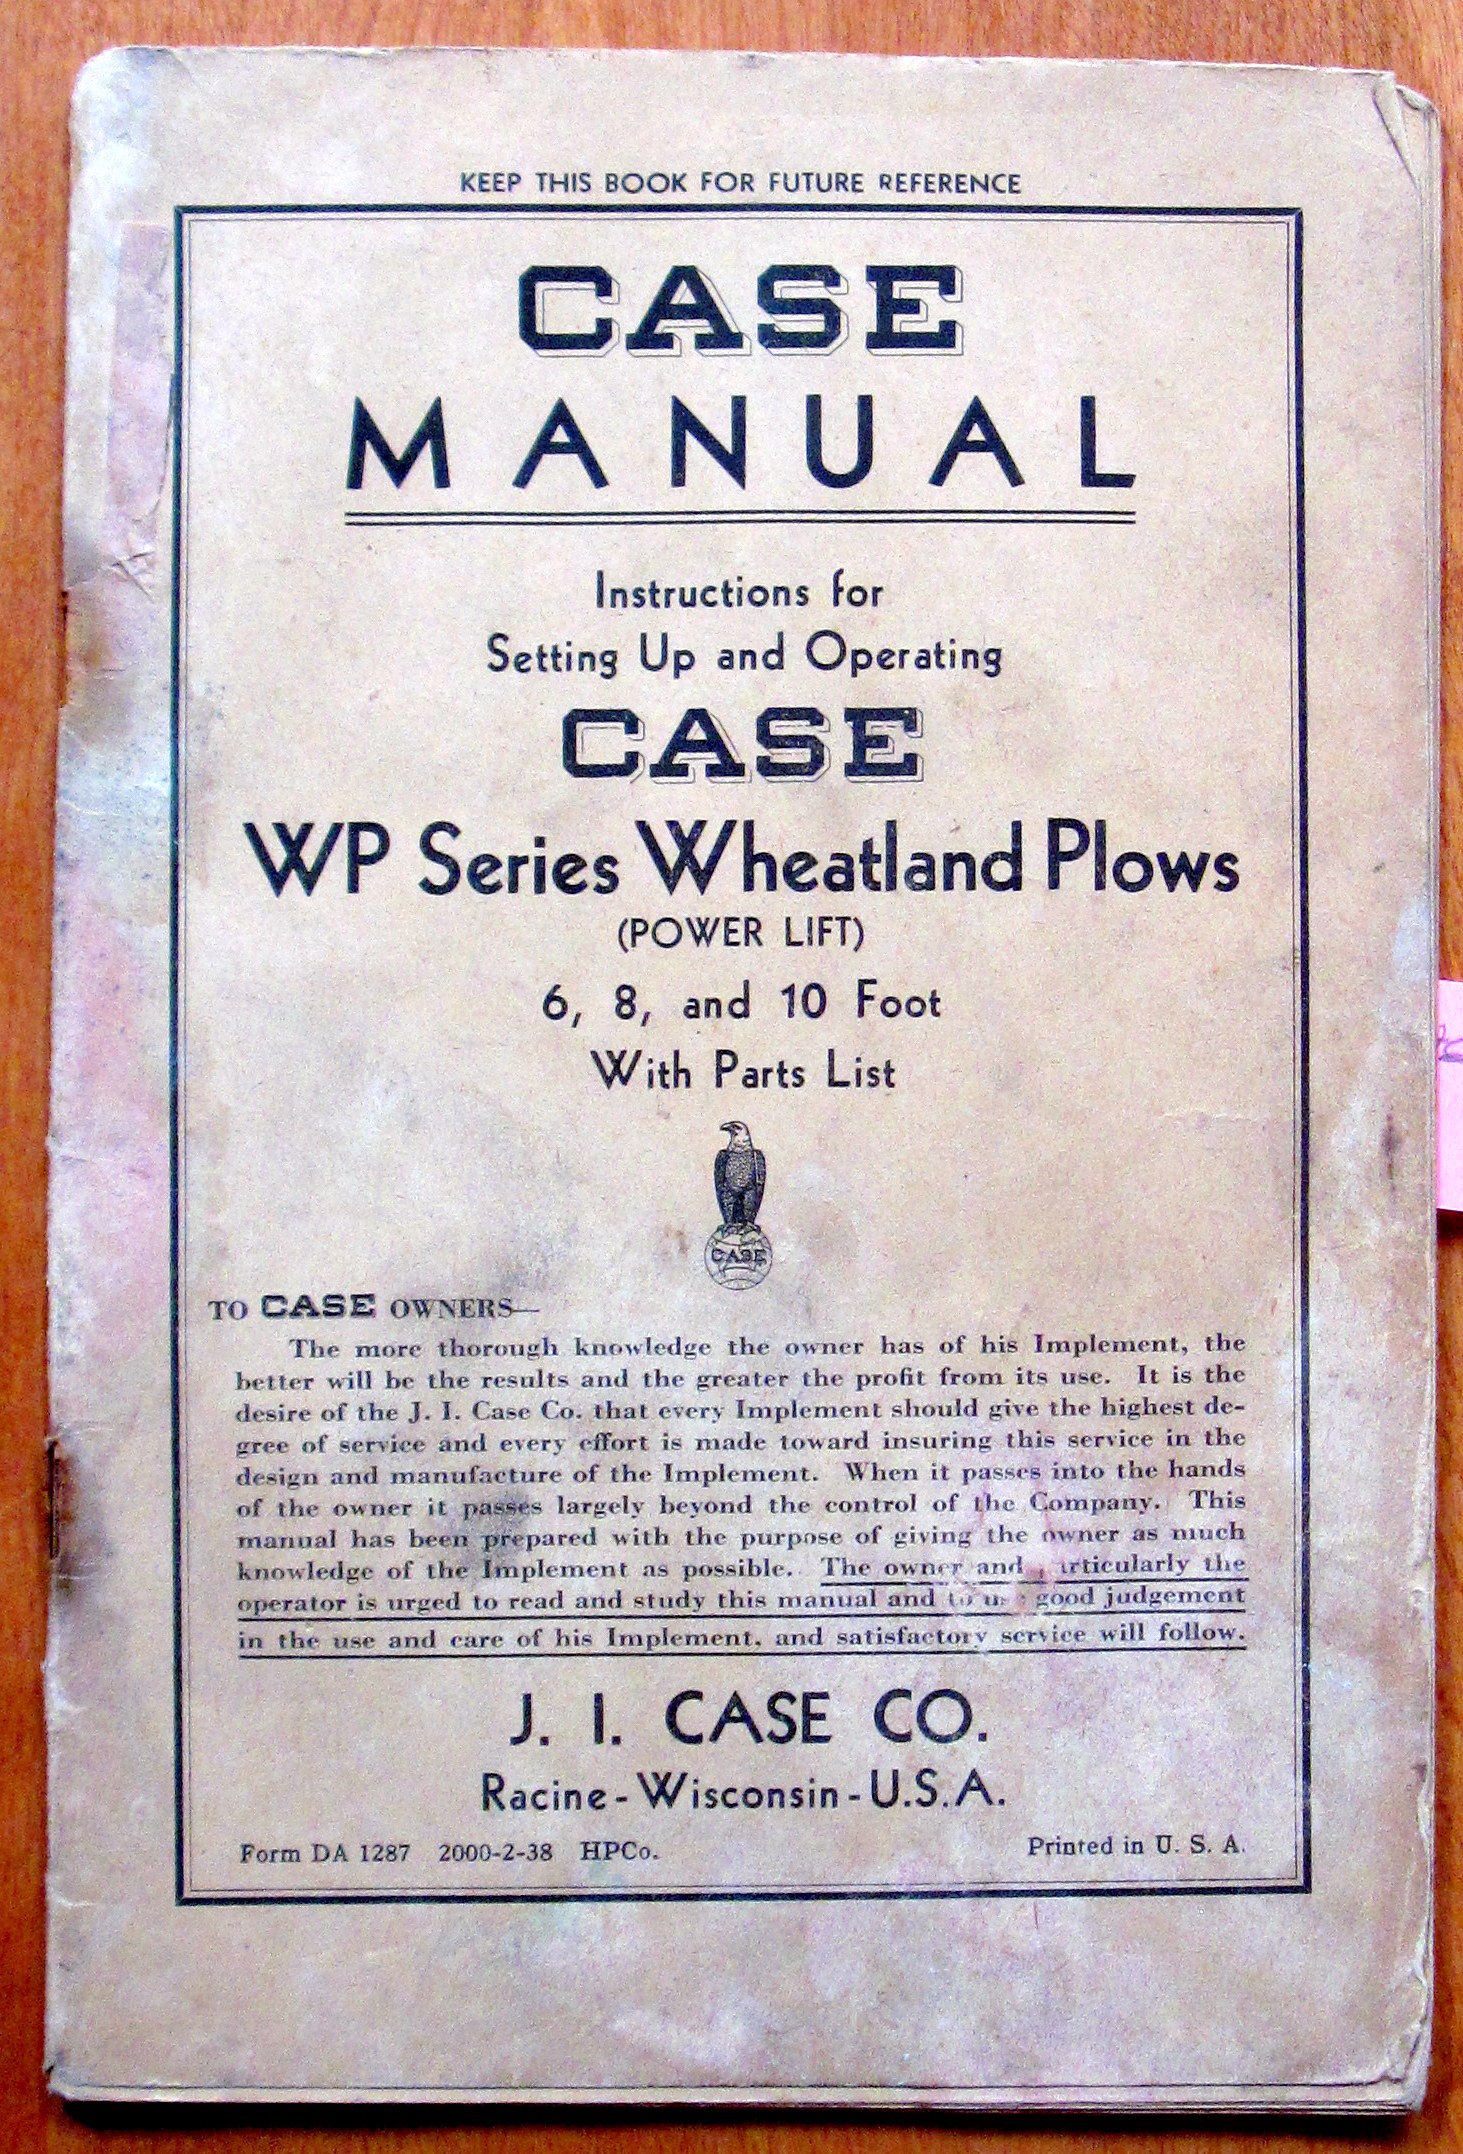 KEEP THIS BOOK FOR FUTURE REFERENCE
CASE
MANUAL
Instructions for
Setting Up and Operating
CASE
WP Series Wheatland Plows
(POWER LIFT)
6, 8, and 10 Foot
With Parts List
CASE
TO CASE OWNERS—
The more thorough knowledge the owner has of his Implement, the
better will be the results and the greater the profit from its use. It is the
desire of the J. I. Case Co. that every Implement should give the highest de-
gree of service and every effort is made toward insuring this service in the
design and manufacture of the Implement. When it passes into the hands
of the owner it passes largely beyond the control of the Company. This
manual has been prepared with the purpose of giving the owner as much
knowledge of the Implement as possible. The owner and particularly the
operator is urged to read and study this manual and to use good judgement
in the use and care of his Implement, and satisfactory service will follow.
J. I. CASE CO.
Racine-Wisconsin-U.S.A.
Form DA 1287 2000-2-38 HPCo.
Printed in U. S. A.